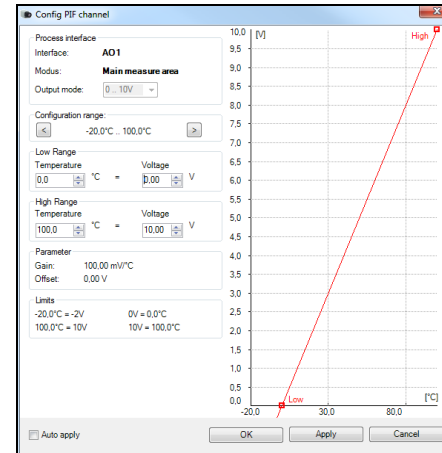 Config PIF channel
Process interface
Interface: AO1
Modus: Main measure area
Output mode: 0 .. 10V
Configuration range:
< -20,0°C .. 100,0°C >
Low Range
Temperature Voltage
0,0 °C = 0,00 V
High Range
Temperature Voltage
100,0 °C = 10,00 V
Parameter
Gain: 100,00 mV/°C
Offset: 0,00 V
Limits
-20,0°C = -2V 0V = 0,0°C
100,0°C = 10V 10V = 100,0°C
Auto apply
10,0 [V] High
9,5
9,0
8,5
8,0
7,5
7,0
6,5
6,0
5,5
5,0
4,5
4,0
3,5
3,0
2,5
2,0
1,5
1,0
0,5
0,0 Low [°C]
-20,0 30,0 80,0
OK Apply Cancel